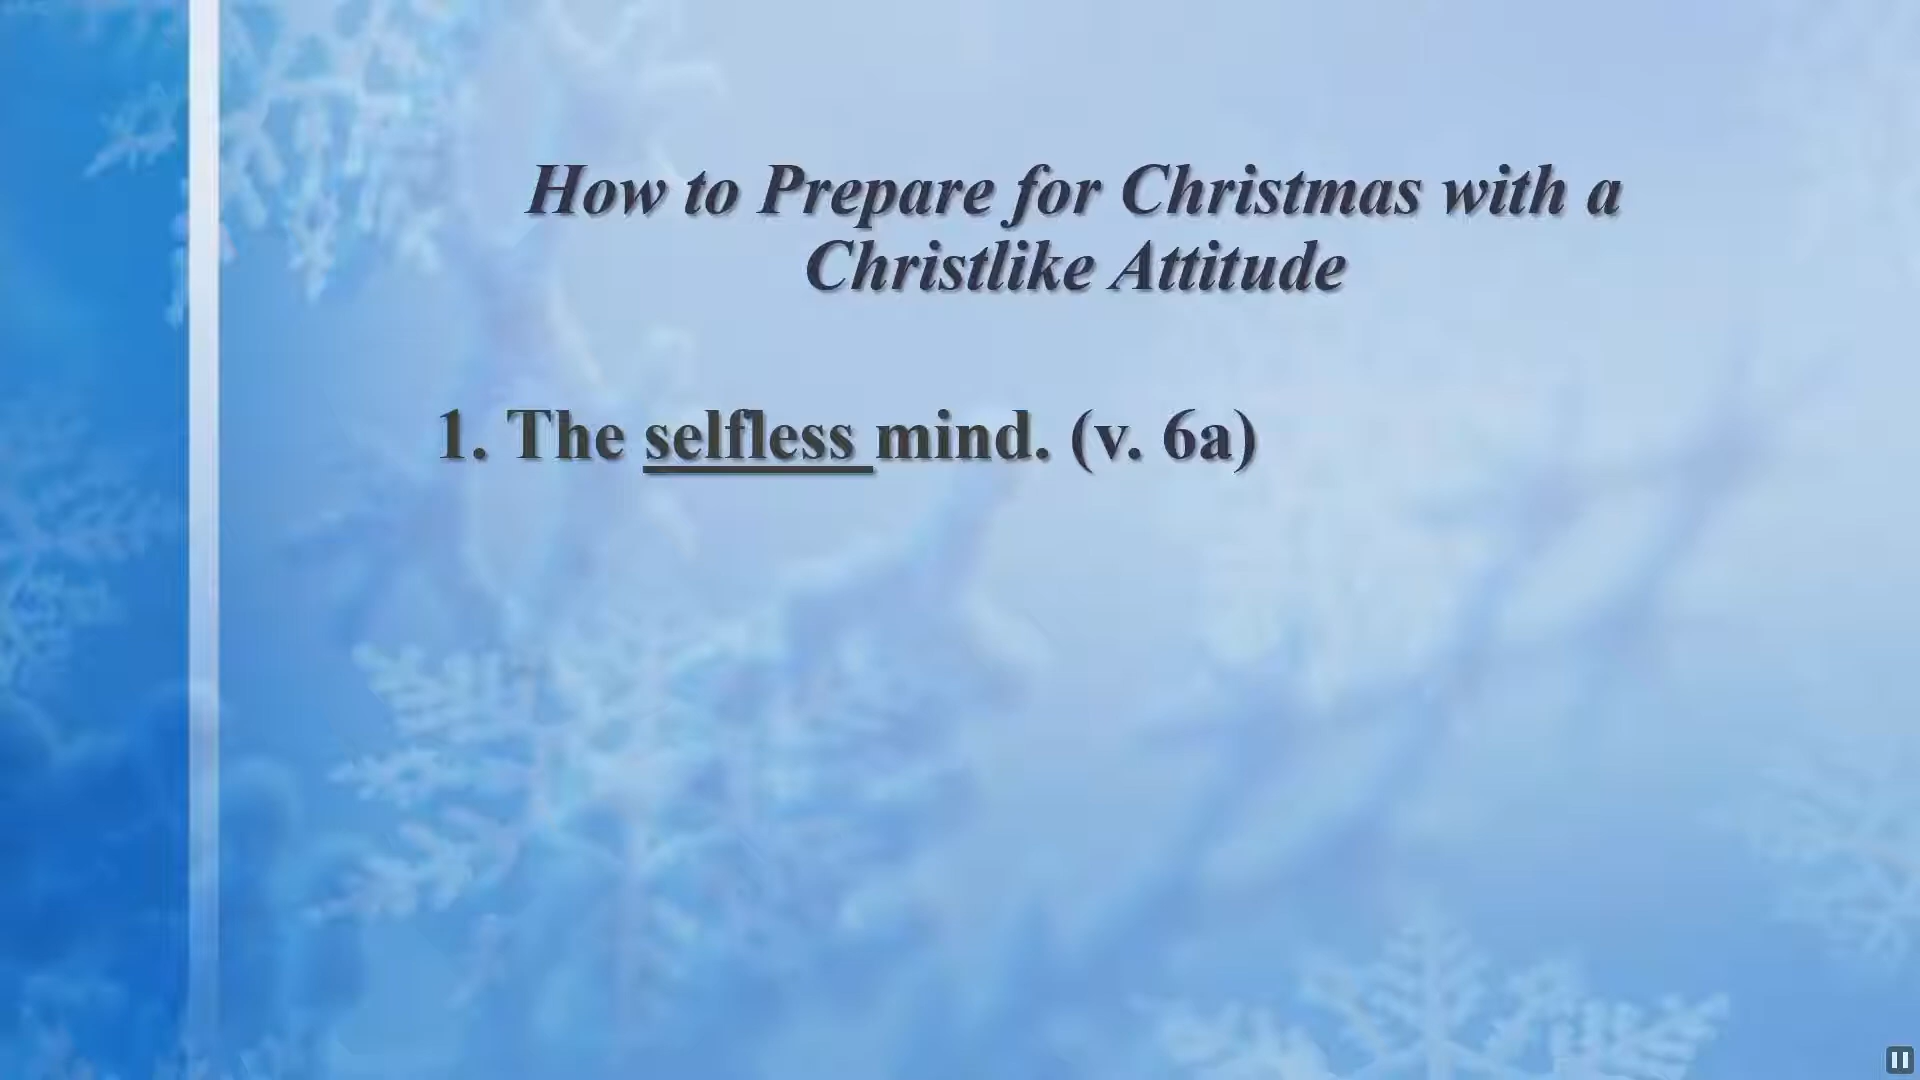 How to Prepare for Christmas with a
Christlike Attitude
1. The selfless mind. (v. 6a)